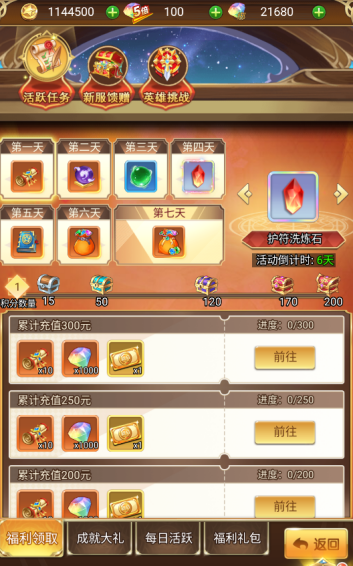 1144500 5倍 100 21680
活跃任务 新服馈赠 英雄挑战
第一天 第二天 第三天 第四天
第五天 第六天 第七天
护符洗炼石
活动倒计时: 6天
1
积分数量 15 50 120 170 200
累计充值300元 进度: 0/300
x10 x1000 x1 前往
累计充值250元 进度: 0/250
x10 x1000 x1 前往
累计充值200元 进度: 0/200
前往
x10 x1000 x1
福利领取 成就大礼 每日活跃 福利礼包 返回